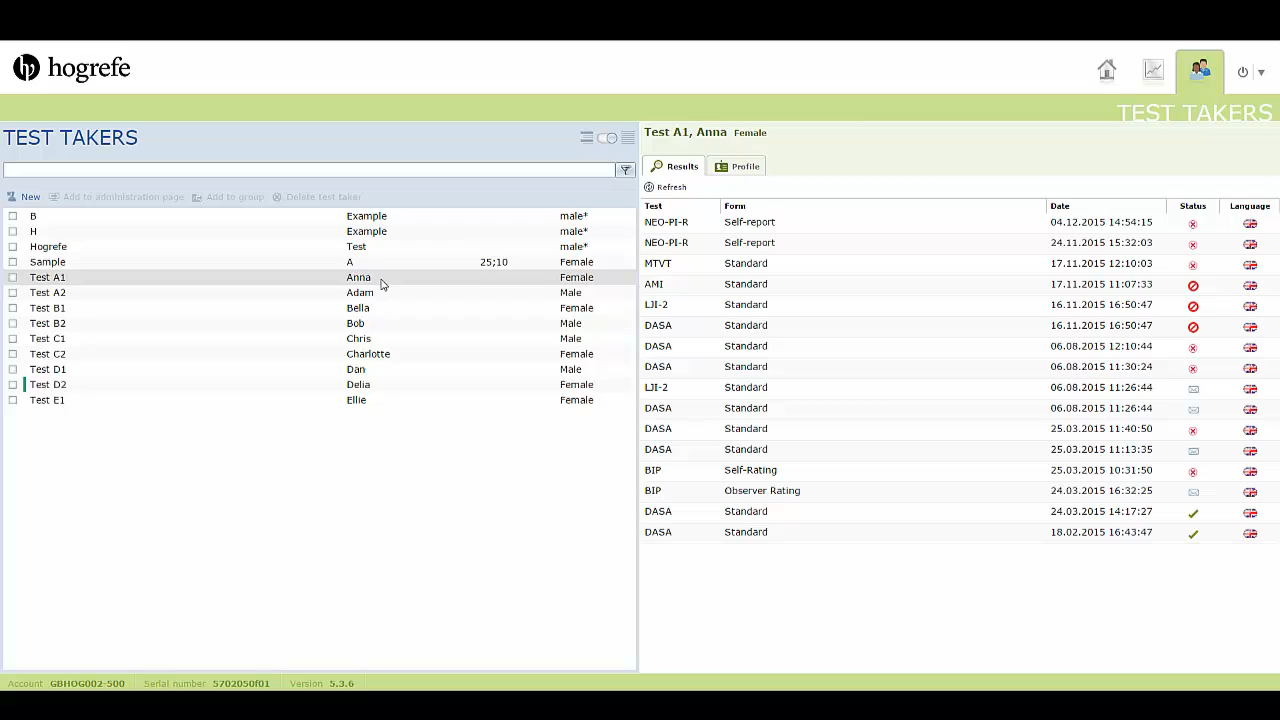 hogrefe
TEST TAKERS
TEST TAKERS
New Add to administration page Add to group Delete test taker
B Example male*
H Example male*
Hogrefe Test male*
Sample A 25;10 Female
Test A1 Anna Female
Test A2 Adam Male
Test B1 Bella Female
Test B2 Bob Male
Test C1 Chris Male
Test C2 Charlotte Female
Test D1 Dan Male
Test D2 Delia Female
Test E1 Ellie Female
Test A1, Anna Female
Results Profile
Refresh
Test Form Date Status Language
NEO-PI-R Self-report 04.12.2015 14:54:15
NEO-PI-R Self-report 24.11.2015 15:32:03
MTVT Standard 17.11.2015 12:10:03
AMI Standard 17.11.2015 11:07:33
LJI-2 Standard 16.11.2015 16:50:47
DASA Standard 16.11.2015 16:50:47
DASA Standard 06.08.2015 12:10:44
DASA Standard 06.08.2015 11:30:24
LJI-2 Standard 06.08.2015 11:26:44
DASA Standard 06.08.2015 11:26:44
DASA Standard 25.03.2015 11:40:50
DASA Standard 25.03.2015 11:13:35
BIP Self-Rating 25.03.2015 10:31:50
BIP Observer Rating 24.03.2015 16:32:25
DASA Standard 24.03.2015 14:17:27
DASA Standard 18.02.2015 16:43:47
Account GBHOG002-500 Serial number 5702050f01 Version 5.3.6